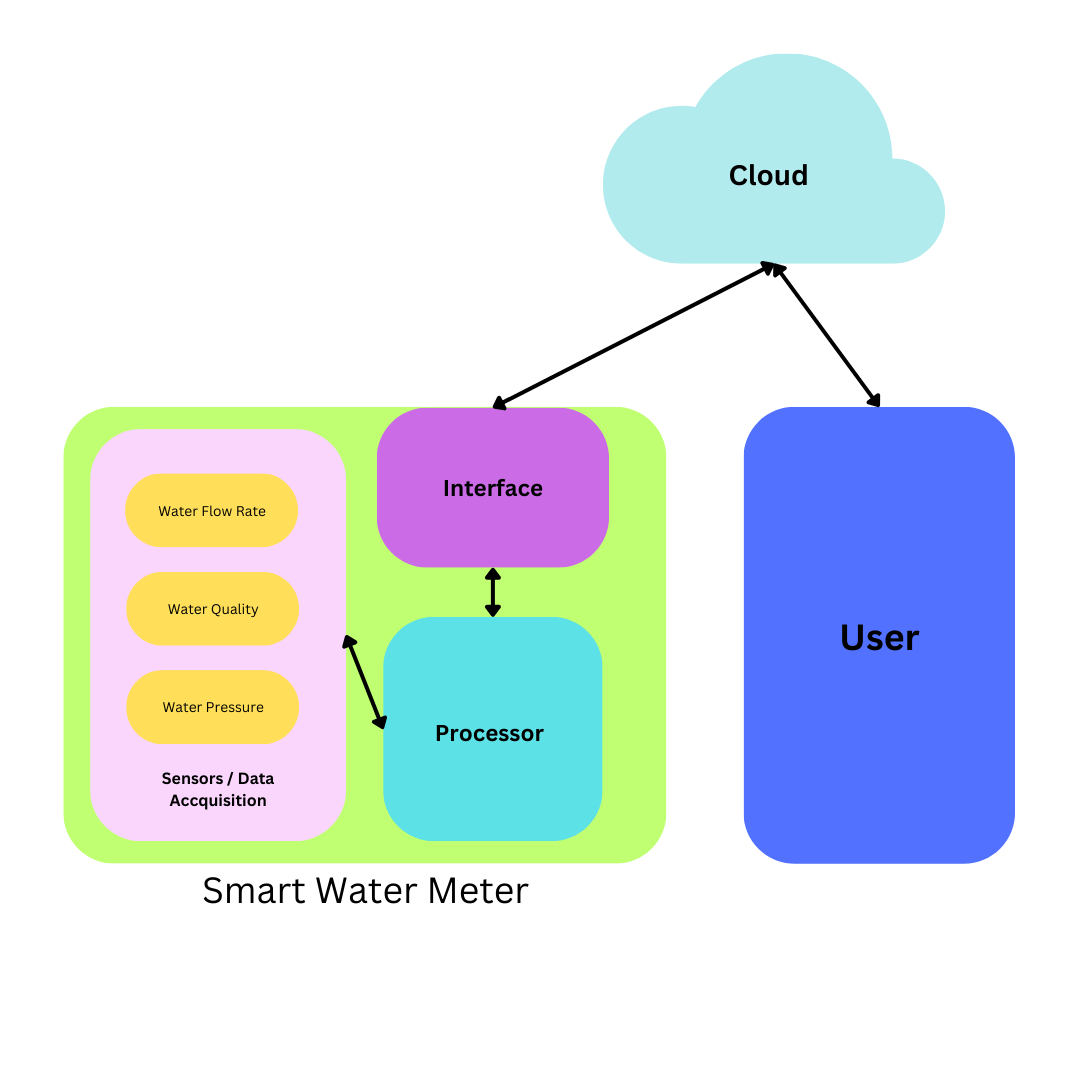 Cloud
Interface
Water Flow Rate
Water Quality
User
Water Pressure
Processor
Sensors / Data
Accquisition
Smart Water Meter